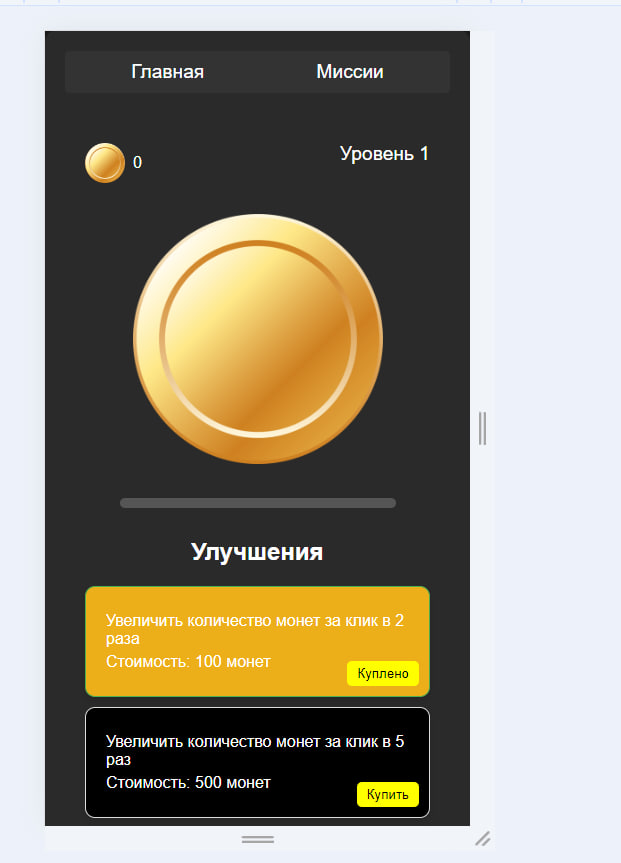 Главная Миссии
0 Уровень 1
Улучшения
Увеличить количество монет за клик в 2
раза
Стоимость: 100 монет
Куплено
Увеличить количество монет за клик в 5
раз
Стоимость: 500 монет
Купить